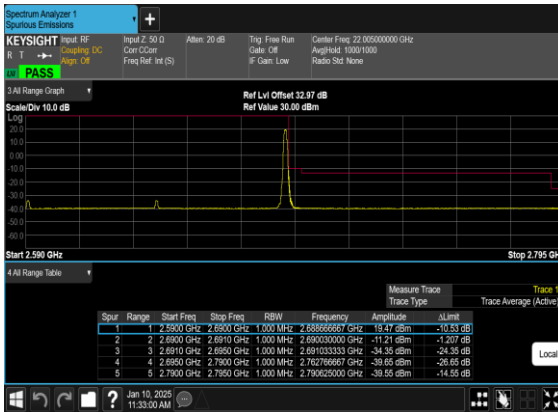 Spectrum Analyzer 1
Spurious Emissions
KEYSIGHT Input: RF Input Z: 50 Ω Atten: 20 dB Trig: Free Run Center Freq: 22.005000000 GHz
R T Coupling: DC Corr CCorr Gate: Off Avg|Hold: 1000/1000
Align: Off Freq Ref: Int (S) IF Gain: Low Radio Std: None
LNI PASS
3 All Range Graph
Ref Lvl Offset 32.97 dB
Scale/Div 10.0 dB Ref Value 30.00 dBm
Log
20.0
10.0
0.00
-10.0
-20.0
-30.0
-40.0
-50.0
-60.0
Start 2.590 GHz Stop 2.795 GH
4 All Range Table
Measure Trace Trace 1
Trace Type Trace Average (Active)
Spur Range Start Freq Stop Freq RBW Frequency Amplitude ΔLimit
1 1 2.5900 GHz 2.6900 GHz 1.000 MHz 2.688666667 GHz 19.47 dBm -10.53 dB
2 2 2.6900 GHz 2.6910 GHz 1.000 MHz 2.690030000 GHz -11.21 dBm -1.207 dB
3 3 2.6910 GHz 2.6950 GHz 1.000 MHz 2.691033333 GHz -34.35 dBm -24.35 dB
4 4 2.6950 GHz 2.7900 GHz 1.000 MHz 2.762766667 GHz -39.65 dBm -26.65 dB
5 5 2.7900 GHz 2.7950 GHz 1.000 MHz 2.790625000 GHz -39.55 dBm -14.55 dB
Local
Jan 10, 2025
11:33:00 AM